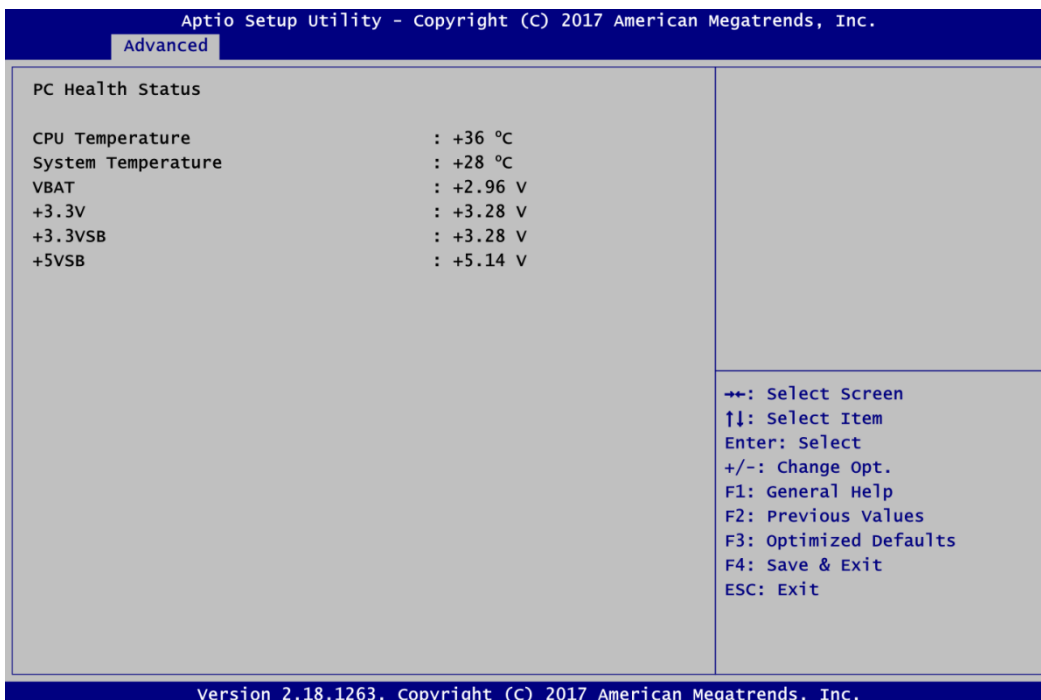 Aptio Setup Utility - Copyright (C) 2017 American Megatrends, Inc.
Advanced
PC Health Status
CPU Temperature : +36 °C
System Temperature : +28 °C
VBAT : +2.96 V
+3.3V : +3.28 V
+3.3VSB : +3.28 V
+5VSB : +5.14 V
→←: Select Screen
↑↓: Select Item
Enter: Select
+/-: Change Opt.
F1: General Help
F2: Previous Values
F3: Optimized Defaults
F4: Save & Exit
ESC: Exit
Version 2.18.1263. Copyright (C) 2017 American Megatrends, Inc.